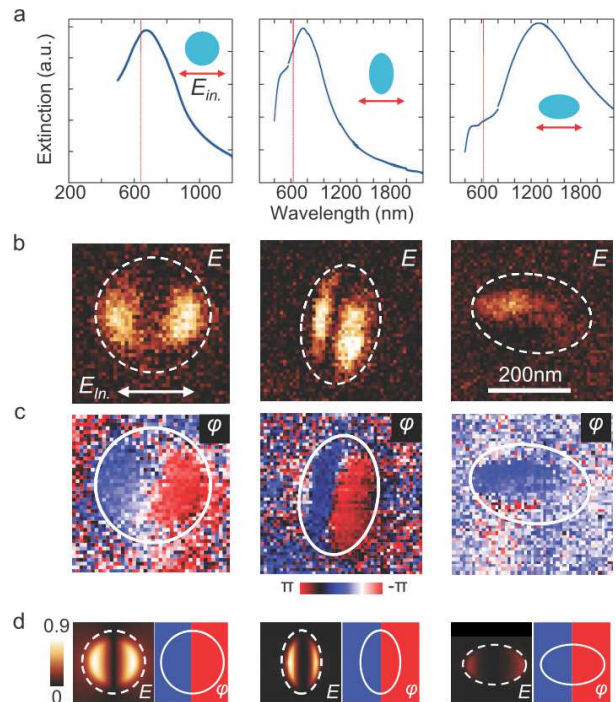 a
Extinction (a.u.)
E_in.
200 600 1000
600 1200 1800
600 1200 1800
Wavelength (nm)
b
E
E
E
E_In.
200nm
c
φ
φ
φ
π
-π
d
0.9
0
E
φ
E
φ
E
φ